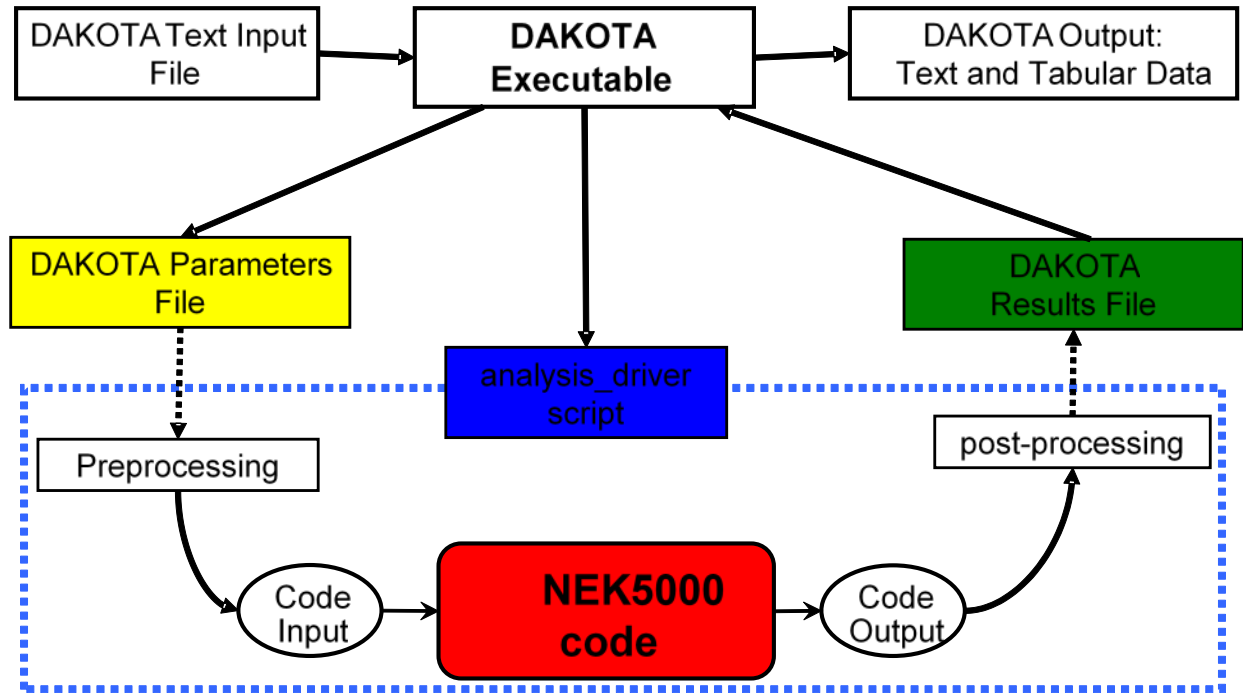 DAKOTA Text Input
File
DAKOTA
Executable
DAKOTA Output:
Text and Tabular Data
DAKOTA Parameters
File
analysis_driver
script
DAKOTA
Results File
Preprocessing
post-processing
Code
Input
NEK5000
code
Code
Output